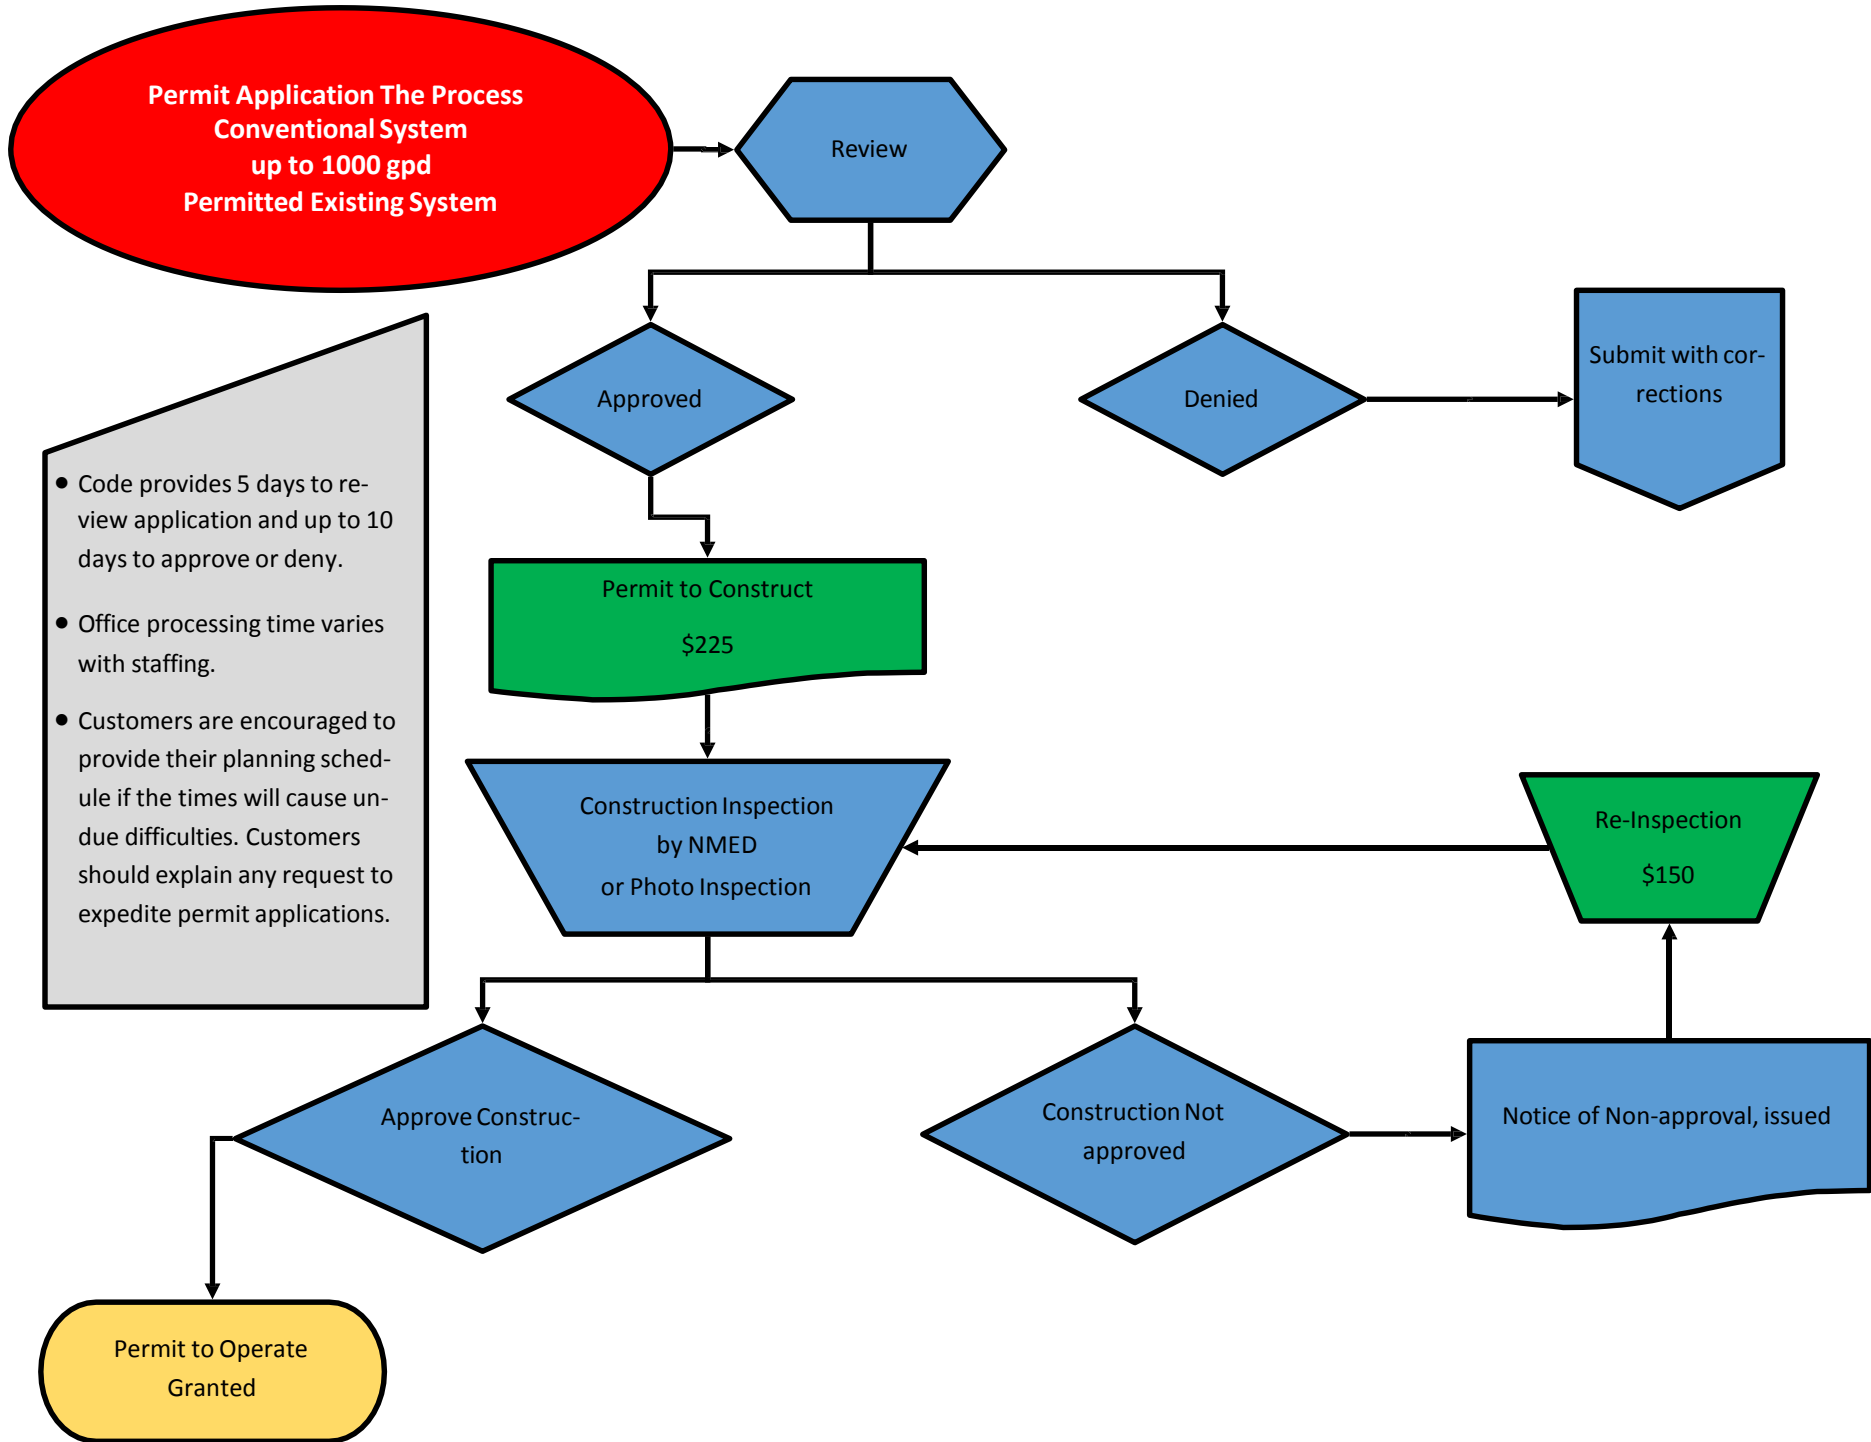 Permit Application The Process
Conventional System
up to 1000 gpd
Permitted Existing System
Review
Approved
Denied
Submit with cor-
rections
• Code provides 5 days to re-
view application and up to 10
days to approve or deny.
• Office processing time varies
with staffing.
• Customers are encouraged to
provide their planning sched-
ule if the times will cause un-
due difficulties. Customers
should explain any request to
expedite permit applications.
Permit to Construct
$225
Construction Inspection
by NMED
or Photo Inspection
Re-Inspection
$150
Approve Construc-
tion
Construction Not
approved
Notice of Non-approval, issued
Permit to Operate
Granted